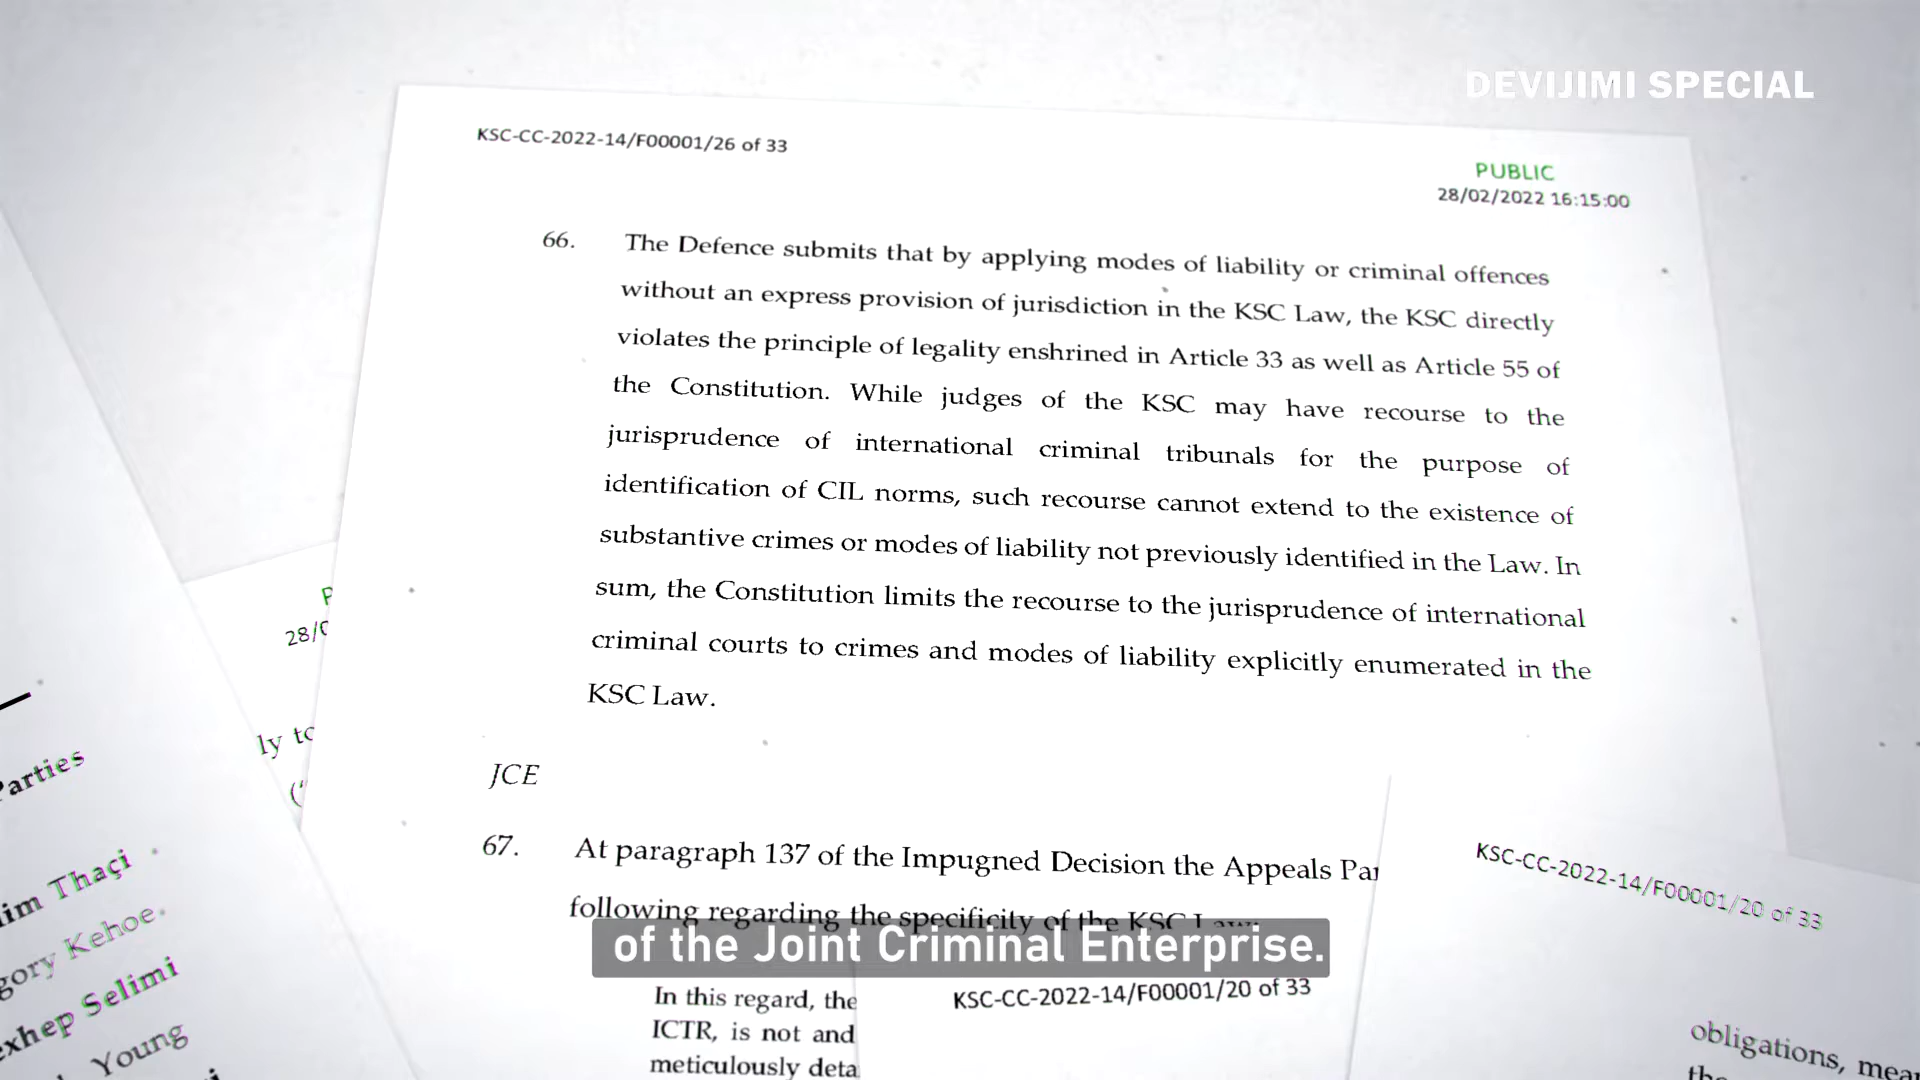 DEVIJIMI SPECIAL
KSC-CC-2022-14/F00001/26 of 33
PUBLIC
28/02/2022 16:15:00
66. The Defence submits that by applying modes of liability or criminal offences
without an express provision of jurisdiction in the KSC Law, the KSC directly
violates the principle of legality enshrined in Article 33 as well as Article 55 of
the Constitution. While judges of the KSC may have recourse to the
jurisprudence of international criminal tribunals for the purpose of
identification of CIL norms, such recourse cannot extend to the existence of
substantive crimes or modes of liability not previously identified in the Law. In
sum, the Constitution limits the recourse to the jurisprudence of international
criminal courts to crimes and modes of liability explicitly enumerated in the
KSC Law.
JCE
67. At paragraph 137 of the Impugned Decision the Appeals
following regarding the specificity of the KSC
of the Joint Criminal Enterprise.
In this regard, the
ICTR, is not and
meticulously
KSC-CC-2022-14/F00001/20 of 33
KSC-CC-2022-14/F00001/20 of 33
obligations,
28/
ly to
Parties
Thaçi
Kehoe.
Selimi
Young